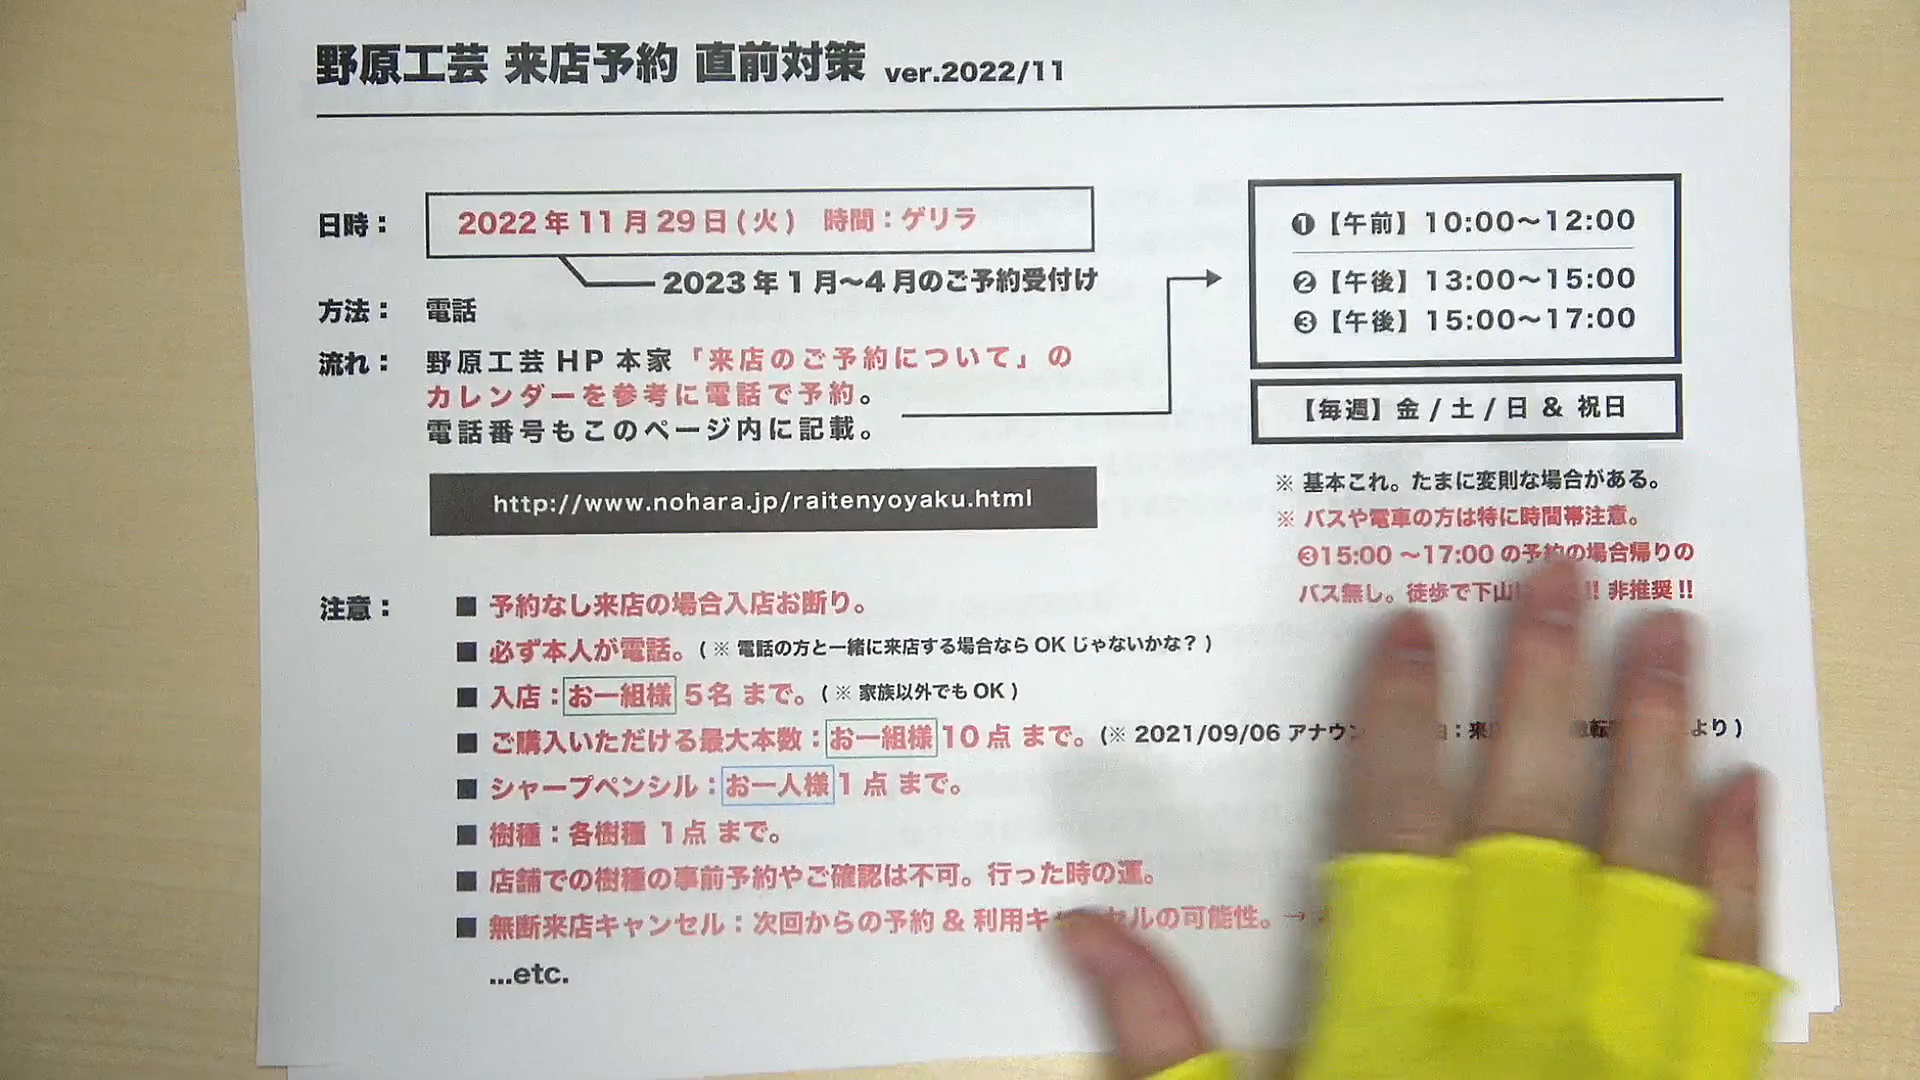 野原工芸 来店予約 直前対策 ver.2022/11
日時： 2022年11月29日(火) 時間：ゲリラ
2023年1月〜4月のご予約受付け
方法： 電話
流れ： 野原工芸HP本家「来店のご予約について」の
カレンダーを参考に電話で予約。
電話番号もこのページ内に記載。
http://www.nohara.jp/raitenyoyaku.html
❶【午前】10:00〜12:00
❷【午後】13:00〜15:00
❸【午後】15:00〜17:00
【毎週】金/土/日 & 祝日
※ 基本これ。たまに変則な場合がある。
※ バスや電車の方は特に時間帯注意。
❸15:00〜17:00の予約の場合帰りの
バス無し。徒歩で下山 !! 非推奨!!
注意： ■ 予約なし来店の場合入店お断り。
■ 必ず本人が電話。(※ 電話の方と一緒に来店する場合ならOKじゃないかな？)
■ 入店：お一組様 5名 まで。(※ 家族以外でもOK)
■ ご購入いただける最大本数：お一組様 10点 まで。(※ 2021/09/06 アナウン ：来 転 より)
■ シャープペンシル：お一人様 1点 まで。
■ 樹種：各樹種 1点 まで。
■ 店舗での樹種の事前予約やご確認は不可。行った時の運。
■ 無断来店キャンセル：次回からの予約 & 利用キ セルの可能性。→
...etc.